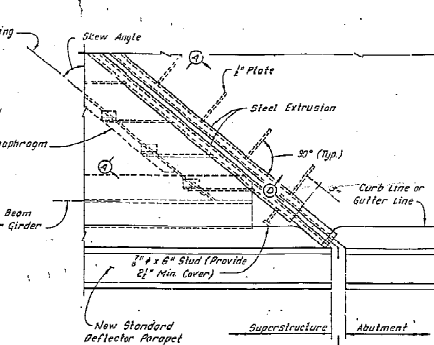 Skew Angle
½" Plate
Steel Extrusion
90° (Typ.)
Curb Line or
Gutter Line
Beam
Girder
⅞" ɸ x 6" Stud (Provide
2½" Min. Cover)
New Standard
Deflector Parapet
Superstructure
Abutment